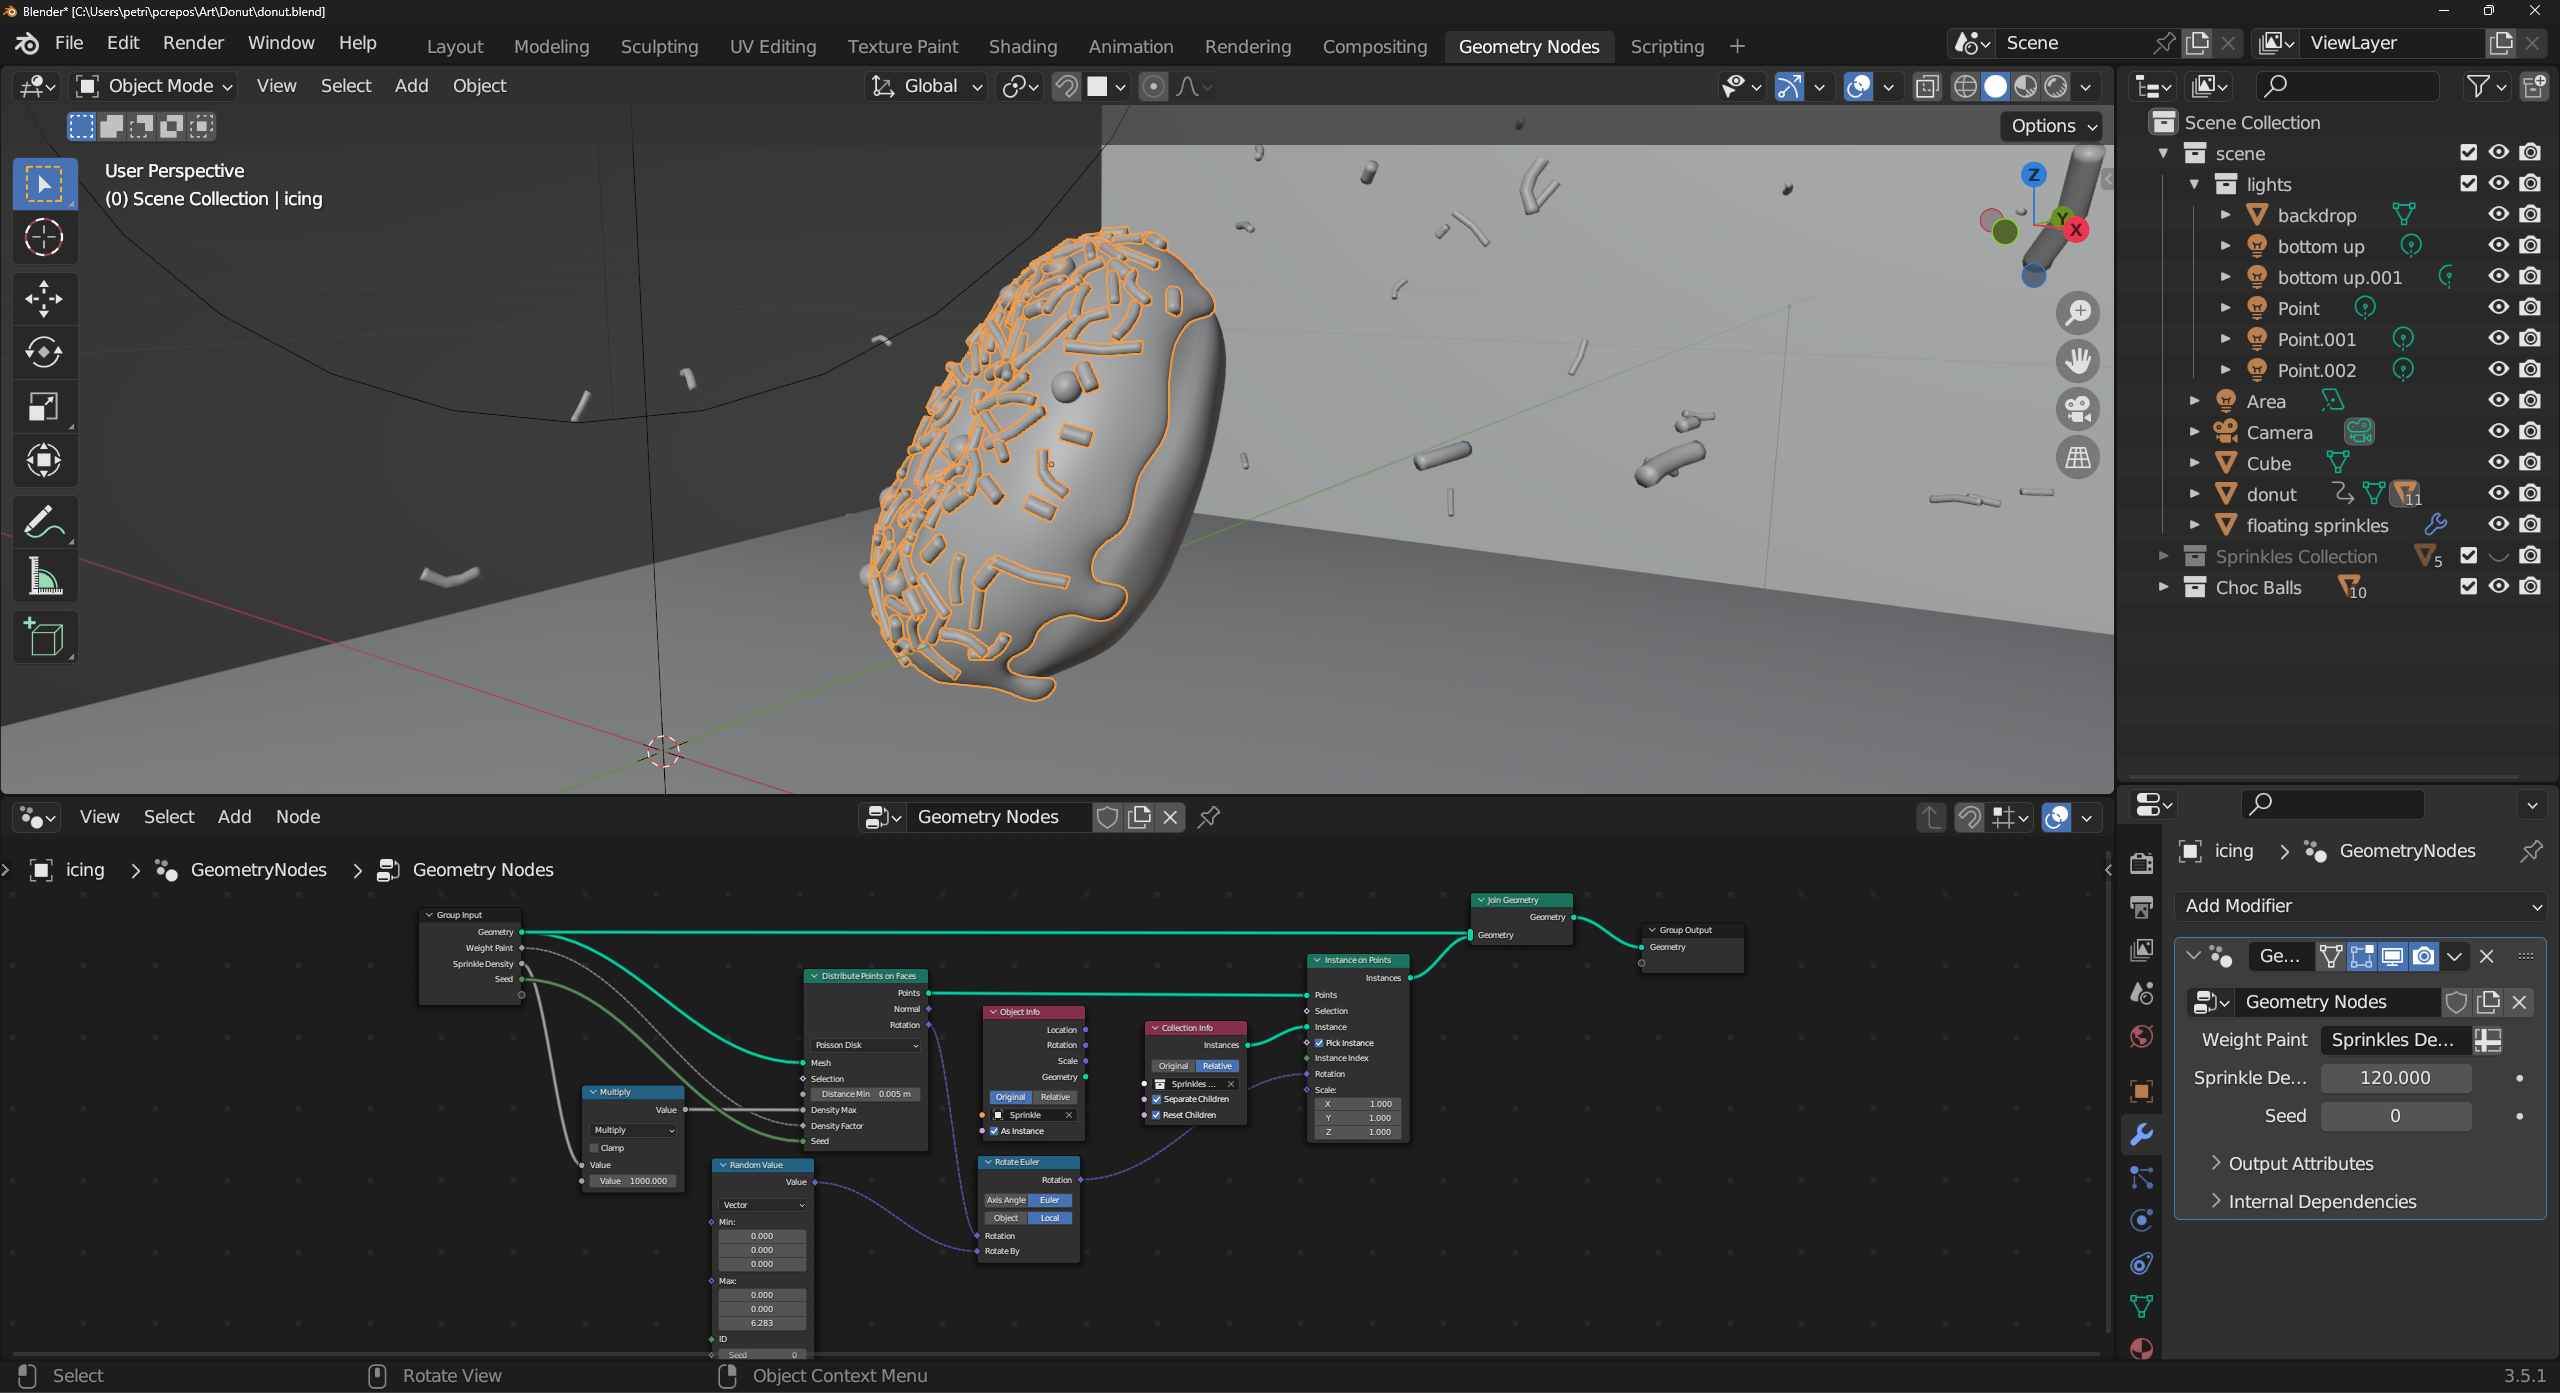 Blender* [C:\Users\petri\pcrepos\Art\Donut\donut.blend]
File Edit Render Window Help
Layout Modeling Sculpting UV Editing Texture Paint Shading Animation Rendering Compositing Geometry Nodes Scripting +
Scene
ViewLayer
Object Mode View Select Add Object
Global
Options
User Perspective
(0) Scene Collection | icing
Z
Y
X
Scene Collection
scene
lights
backdrop
bottom up
bottom up.001
Point
Point.001
Point.002
Area
Camera
Cube
donut 11
floating sprinkles
Sprinkles Collection 5
Choc Balls 10
View Select Add Node
Geometry Nodes
icing > GeometryNodes > Geometry Nodes
Group Input
Geometry
Weight Paint
Sprinkle Density
Seed
Multiply
Value
Multiply
Clamp
Value
Value 1000.000
Random Value
Value
Vector
Min:
0.000
0.000
0.000
Max:
0.000
0.000
6.283
ID
Seed 0
Distribute Points on Faces
Points
Normal
Rotation
Poisson Disk
Mesh
Selection
Distance Min 0.005 m
Density Max
Density Factor
Seed
Object Info
Location
Rotation
Scale
Geometry
Original Relative
Sprinkle
As Instance
Rotate Euler
Rotation
Axis Angle Euler
Object Local
Rotation
Rotate By
Collection Info
Instances
Original Relative
Sprinkles ...
Separate Children
Reset Children
Instance on Points
Instances
Points
Selection
Instance
Pick Instance
Instance Index
Rotation
Scale:
X 1.000
Y 1.000
Z 1.000
Join Geometry
Geometry
Geometry
Group Output
Geometry
icing > GeometryNodes
Add Modifier
Ge...
Geometry Nodes
Weight Paint Sprinkles De...
Sprinkle De... 120.000
Seed 0
Output Attributes
Internal Dependencies
Select
Rotate View
Object Context Menu
3.5.1